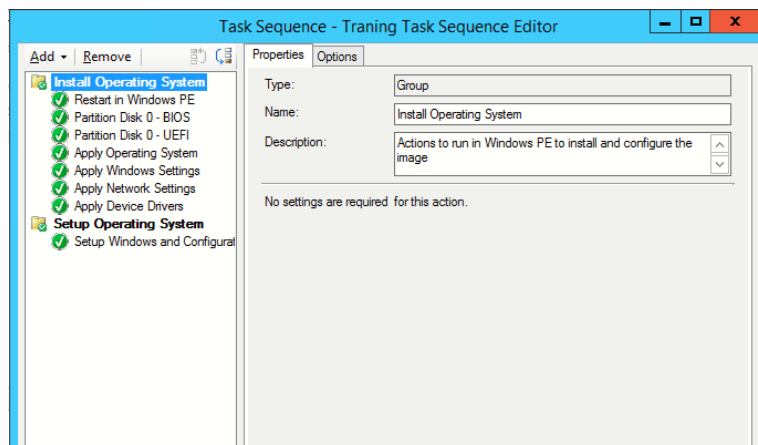 Task Sequence - Traning Task Sequence Editor
Add Remove
Properties Options
Install Operating System
Restart in Windows PE
Partition Disk 0 - BIOS
Partition Disk 0 - UEFI
Apply Operating System
Apply Windows Settings
Apply Network Settings
Apply Device Drivers
Setup Operating System
Setup Windows and Configurat
Type: Group
Name: Install Operating System
Description: Actions to run in Windows PE to install and configure the
image
No settings are required for this action.